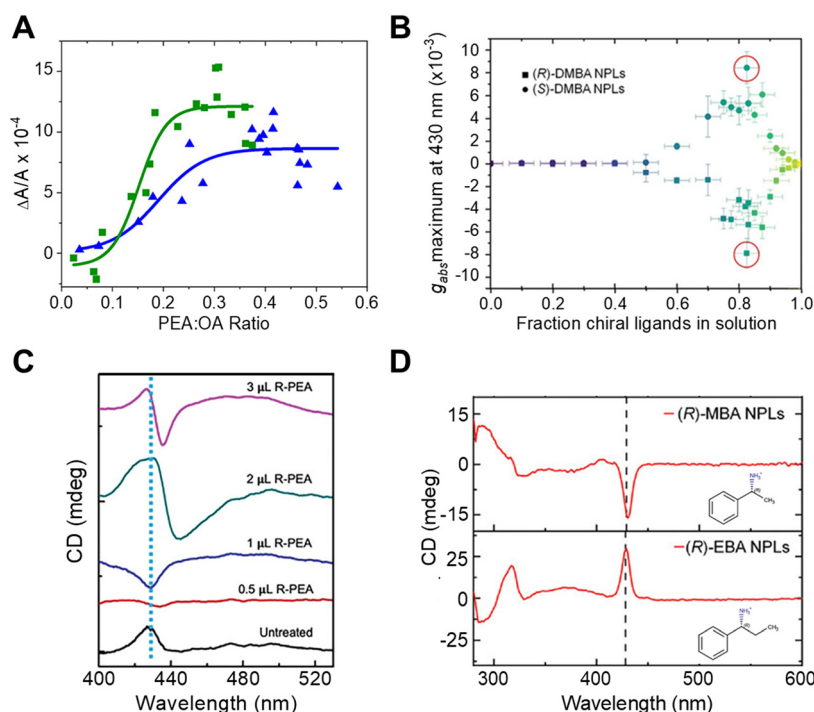 A
ΔA/A x 10⁻⁴
15
10
5
0
0.0 0.1 0.2 0.3 0.4 0.5 0.6
PEA:OA Ratio
B
gabs maximum at 430 nm (x10⁻³)
10
8
6
4
2
0
-2
-4
-6
-8
-10
(R)-DMBA NPLs
(S)-DMBA NPLs
0.0 0.2 0.4 0.6 0.8 1.0
Fraction chiral ligands in solution
C
CD (mdeg)
3 µL R-PEA
2 µL R-PEA
1 µL R-PEA
0.5 µL R-PEA
Untreated
400 440 480 520
Wavelength (nm)
D
CD (mdeg)
15
0
-15
(R)-MBA NPLs
NH₃⁺
(R)
CH₃
25
0
-25
(R)-EBA NPLs
NH₃⁺
(R)
CH₃
300 400 500 600
Wavelength (nm)